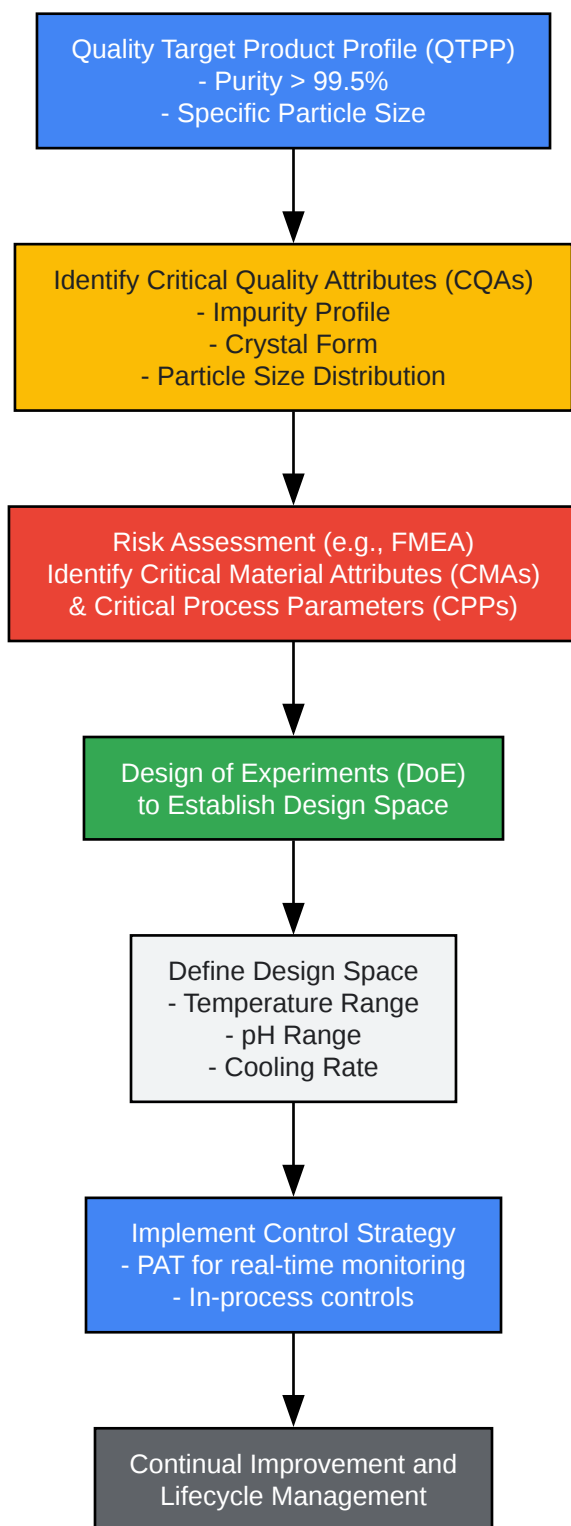 Quality Target Product Profile (QTPP)
- Purity > 99.5%
- Specific Particle Size
Identify Critical Quality Attributes (CQAs)
- Impurity Profile
- Crystal Form
- Particle Size Distribution
Risk Assessment (e.g., FMEA)
Identify Critical Material Attributes (CMAs)
& Critical Process Parameters (CPPs)
Design of Experiments (DoE)
to Establish Design Space
Define Design Space
- Temperature Range
- pH Range
- Cooling Rate
Implement Control Strategy
- PAT for real-time monitoring
- In-process controls
Continual Improvement and
Lifecycle Management